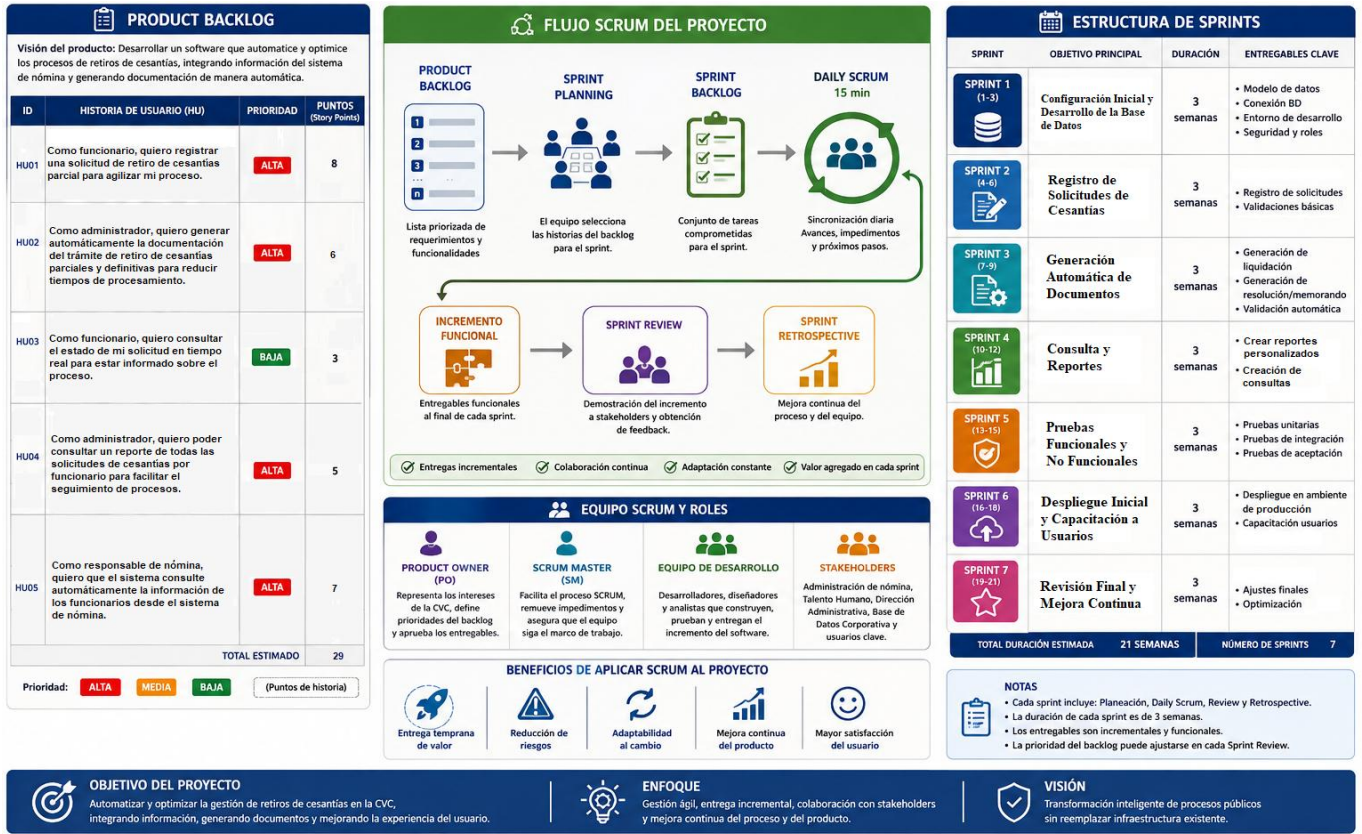 PRODUCT BACKLOG
Visión del producto: Desarrollar un software que automatice y optimice
los procesos de retiros de cesantías, integrando información del sistema
de nómina y generando documentación de manera automática.
ID HISTORIA DE USUARIO (HU) PRIORIDAD PUNTOS
(Story Points)
HU01 Como funcionario, quiero registrar
una solicitud de retiro de cesantías
parcial para agilizar mi proceso.
ALTA 8
HU02 Como administrador, quiero generar
automáticamente la documentación
del trámite de retiro de cesantías
parciales y definitivas para reducir
tiempos de procesamiento.
ALTA 6
HU03 Como funcionario, quiero consultar
el estado de mi solicitud en tiempo
real para estar informado sobre el
proceso.
BAJA 3
HU04 Como administrador, quiero poder
consultar un reporte de todas las
solicitudes de cesantías por
funcionario para facilitar el
seguimiento de procesos.
ALTA 5
HU05 Como responsable de nómina,
quiero que el sistema consulte
automáticamente la información de
los funcionarios desde el sistema
de nómina.
ALTA 7
TOTAL ESTIMADO 29
Prioridad: ALTA MEDIA BAJA (Puntos de historia)
FLUJO SCRUM DEL PROYECTO
PRODUCT
BACKLOG
1
2
3
n
Lista priorizada de
requerimientos y
funcionalidades
SPRINT
PLANNING
El equipo selecciona
las historias del backlog
para el sprint.
SPRINT
BACKLOG
Conjunto de tareas
comprometidas
para el sprint.
DAILY SCRUM
15 min
Sincronización diaria
Avances, impedimentos
y próximos pasos.
INCREMENTO
FUNCIONAL
Entregables funcionales
al final de cada sprint.
SPRINT REVIEW
Demostración del incremento
a stakeholders y obtención
de feedback.
SPRINT
RETROSPECTIVE
Mejora continua del
proceso y del equipo.
Entregas incrementales Colaboración continua Adaptación constante Valor agregado en cada sprint
EQUIPO SCRUM Y ROLES
PRODUCT OWNER
(PO)
Representa los intereses
de la CVC, define
prioridades del backlog
y aprueba los entregables.
SCRUM MASTER
(SM)
Facilita el proceso SCRUM,
remueve impedimentos y
asegura que el equipo
siga el marco de trabajo.
EQUIPO DE DESARROLLO
Desarrolladores, diseñadores
y analistas que construyen,
prueban y entregan el
incremento del software.
STAKEHOLDERS
Administración de nómina,
Talento Humano, Dirección
Administrativa, Base de
Datos Corporativa y
usuarios clave.
BENEFICIOS DE APLICAR SCRUM AL PROYECTO
Entrega temprana
de valor
Reducción de
riesgos
Adaptabilidad
al cambio
Mejora continua
del producto
Mayor satisfacción
del usuario
ESTRUCTURA DE SPRINTS
SPRINT OBJETIVO PRINCIPAL DURACIÓN ENTREGABLES CLAVE
SPRINT 1
(1-3)
Configuración Inicial y
Desarrollo de la Base
de Datos
3
semanas
• Modelo de datos
• Conexión BD
• Entorno de desarrollo
• Seguridad y roles
SPRINT 2
(4-6)
Registro de
Solicitudes de
Cesantías
3
semanas
• Registro de solicitudes
• Validaciones básicas
SPRINT 3
(7-9)
Generación
Automática de
Documentos
3
semanas
• Generación de
liquidación
• Generación de
resolución/memorando
• Validación automática
SPRINT 4
(10-12)
Consulta y
Reportes
3
semanas
• Crear reportes
personalizados
• Creación de
consultas
SPRINT 5
(13-15)
Pruebas
Funcionales y
No Funcionales
3
semanas
• Pruebas unitarias
• Pruebas de integración
• Pruebas de aceptación
SPRINT 6
(16-18)
Despliegue Inicial
y Capacitación a
Usuarios
3
semanas
• Despliegue en ambiente
de producción
• Capacitación usuarios
SPRINT 7
(19-21)
Revisión Final y
Mejora Continua
3
semanas
• Ajustes finales
• Optimización
TOTAL DURACIÓN ESTIMADA 21 SEMANAS NÚMERO DE SPRINTS 7
NOTAS
• Cada sprint incluye: Planeación, Daily Scrum, Review y Retrospective.
• La duración de cada sprint es de 3 semanas.
• Los entregables son incrementales y funcionales.
• La prioridad del backlog puede ajustarse en cada Sprint Review.
OBJETIVO DEL PROYECTO
Automatizar y optimizar la gestión de retiros de cesantías en la CVC,
integrando información, generando documentos y mejorando la experiencia del usuario.
ENFOQUE
Gestión ágil, entrega incremental, colaboración con stakeholders
y mejora continua del proceso y del producto.
VISIÓN
Transformación inteligente de procesos públicos
sin reemplazar infraestructura existente.